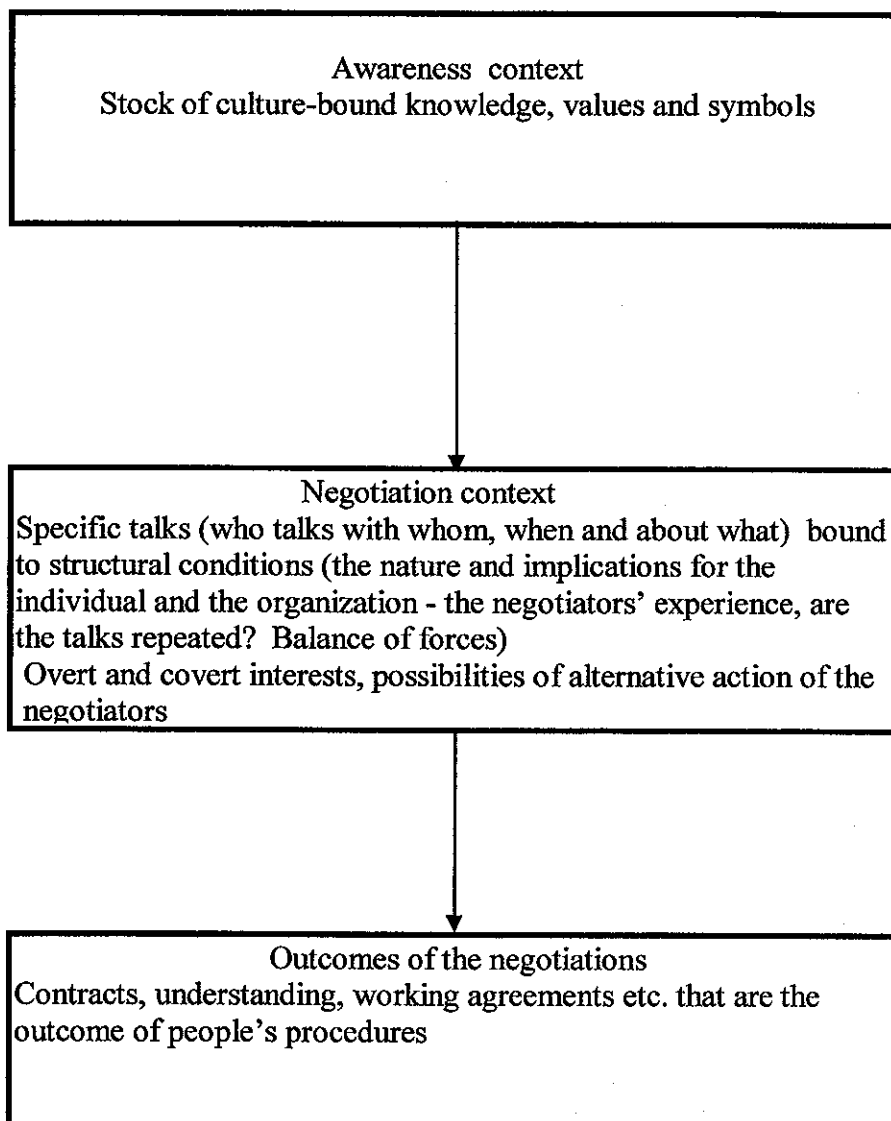 Awareness context
Stock of culture-bound knowledge, values and symbols
Negotiation context
Specific talks (who talks with whom, when and about what) bound
to structural conditions (the nature and implications for the
individual and the organization - the negotiators' experience, are
the talks repeated? Balance of forces)
Overt and covert interests, possibilities of alternative action of the
negotiators
Outcomes of the negotiations
Contracts, understanding, working agreements etc. that are the
outcome of people's procedures